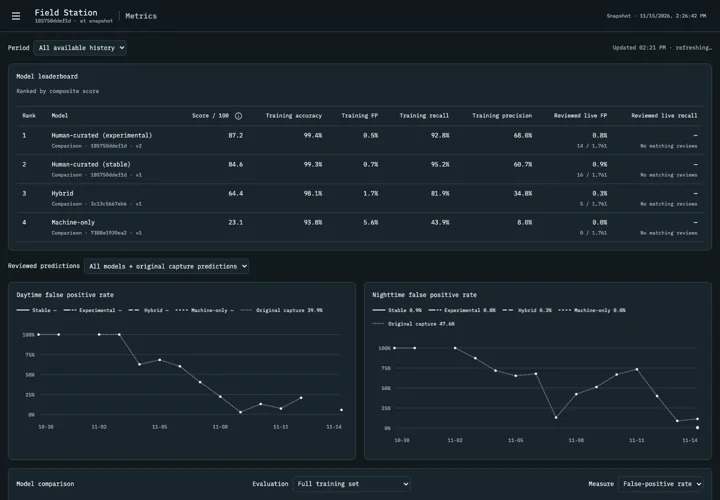 Field Station
185750ddef1d · at snapshot
Metrics
Snapshot · 11/15/2026, 2:26:42 PM
Period
All available history
Updated 02:21 PM · refreshing…
Model leaderboard
Ranked by composite score
Rank Model Score / 100 Training accuracy Training FP Training recall Training precision Reviewed live FP Reviewed live recall
1 Human-curated (experimental) 87.2 99.4% 0.5% 92.8% 68.0% 0.8% —
Comparison · 185750ddef1d · v2 14 / 1,761 No matching reviews
2 Human-curated (stable) 84.6 99.3% 0.7% 95.2% 60.7% 0.9% —
Comparison · 185750ddef1d · v1 16 / 1,761 No matching reviews
3 Hybrid 64.4 98.1% 1.7% 81.9% 34.8% 0.3% —
Comparison · 3c13c5667e66 · v1 5 / 1,761 No matching reviews
4 Machine-only 23.1 93.8% 5.6% 43.9% 8.0% 0.0% —
Comparison · 7388e1930aa2 · v1 0 / 1,761 No matching reviews
Reviewed predictions
All models + original capture predictions
Daytime false positive rate
Stable — Experimental — Hybrid — Machine-only — Original capture 39.9%
100%
75%
50%
25%
0%
10-30 11-02 11-05 11-08 11-11 11-14
Nighttime false positive rate
Stable 0.9% Experimental 0.8% Hybrid 0.3% Machine-only 0.0%
Original capture 47.6%
100%
75%
50%
25%
0%
10-30 11-02 11-05 11-08 11-11 11-14
Model comparison
Evaluation
Full training set
Measure
False-positive rate